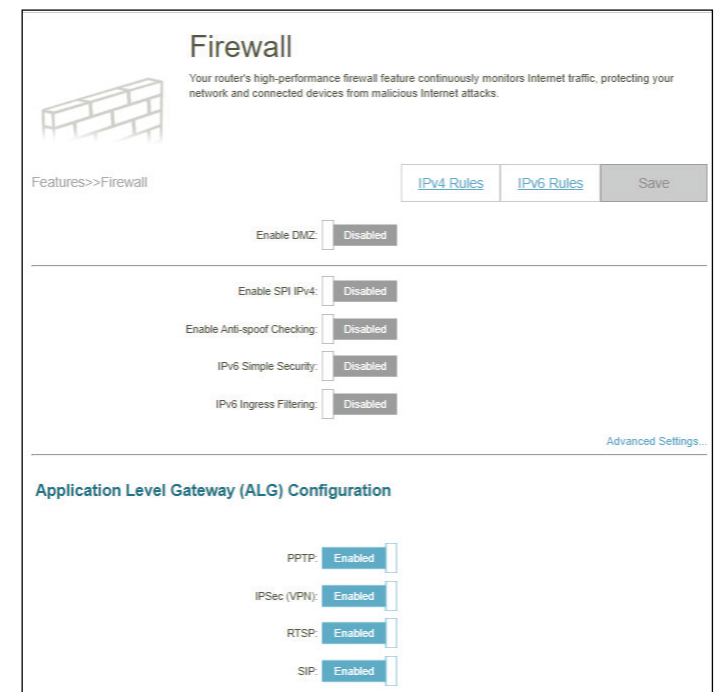 Firewall
Your router's high-performance firewall feature continuously monitors Internet traffic, protecting your
network and connected devices from malicious Internet attacks.
Features>>Firewall
IPv4 Rules
IPv6 Rules
Save
Enable DMZ: Disabled
Enable SPI IPv4: Disabled
Enable Anti-spoof Checking: Disabled
IPv6 Simple Security: Disabled
IPv6 Ingress Filtering: Disabled
Advanced Settings...
Application Level Gateway (ALG) Configuration
PPTP: Enabled
IPSec (VPN): Enabled
RTSP: Enabled
SIP: Enabled